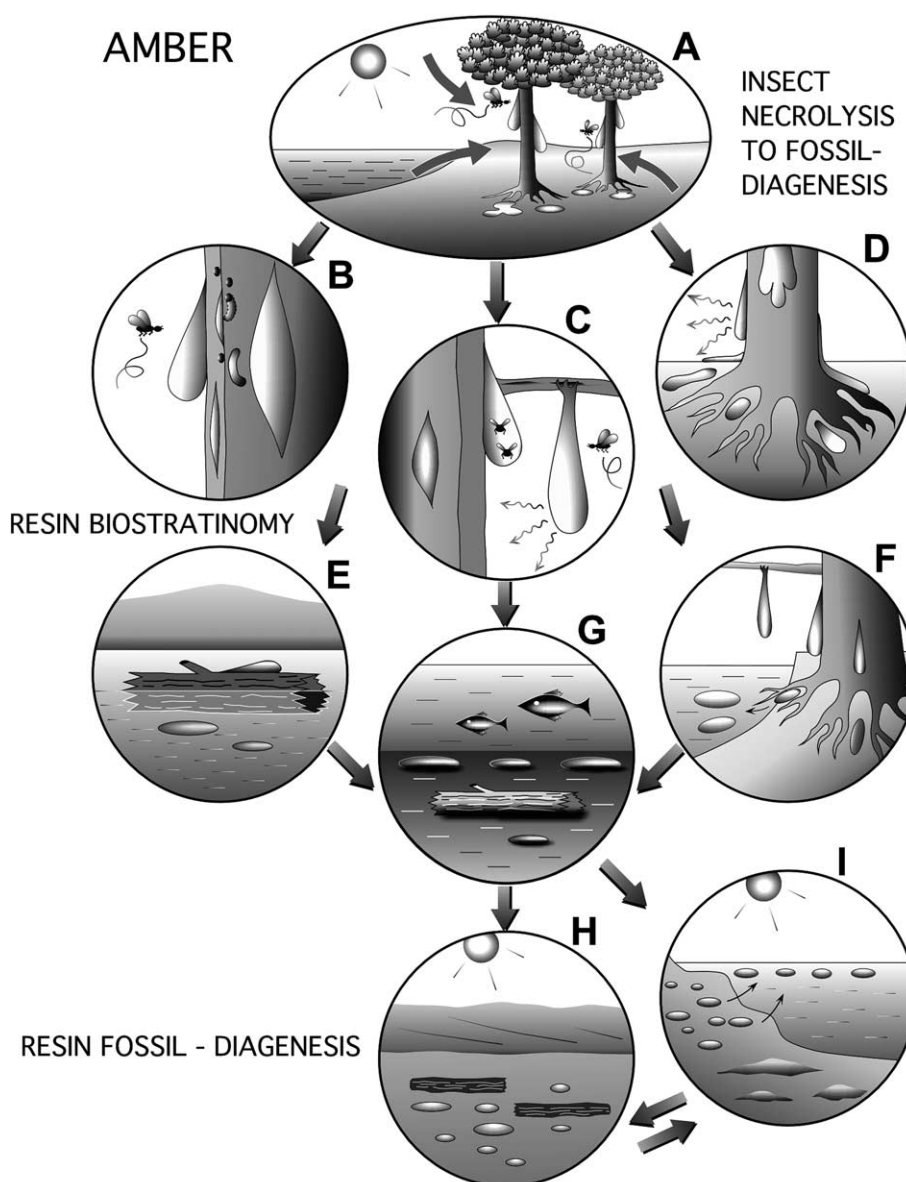 AMBER
A
INSECT
NECROLYSIS
TO FOSSIL-
DIAGENESIS
B
C
D
RESIN BIOSTRATINOMY
E
F
G
H
I
RESIN FOSSIL - DIAGENESIS